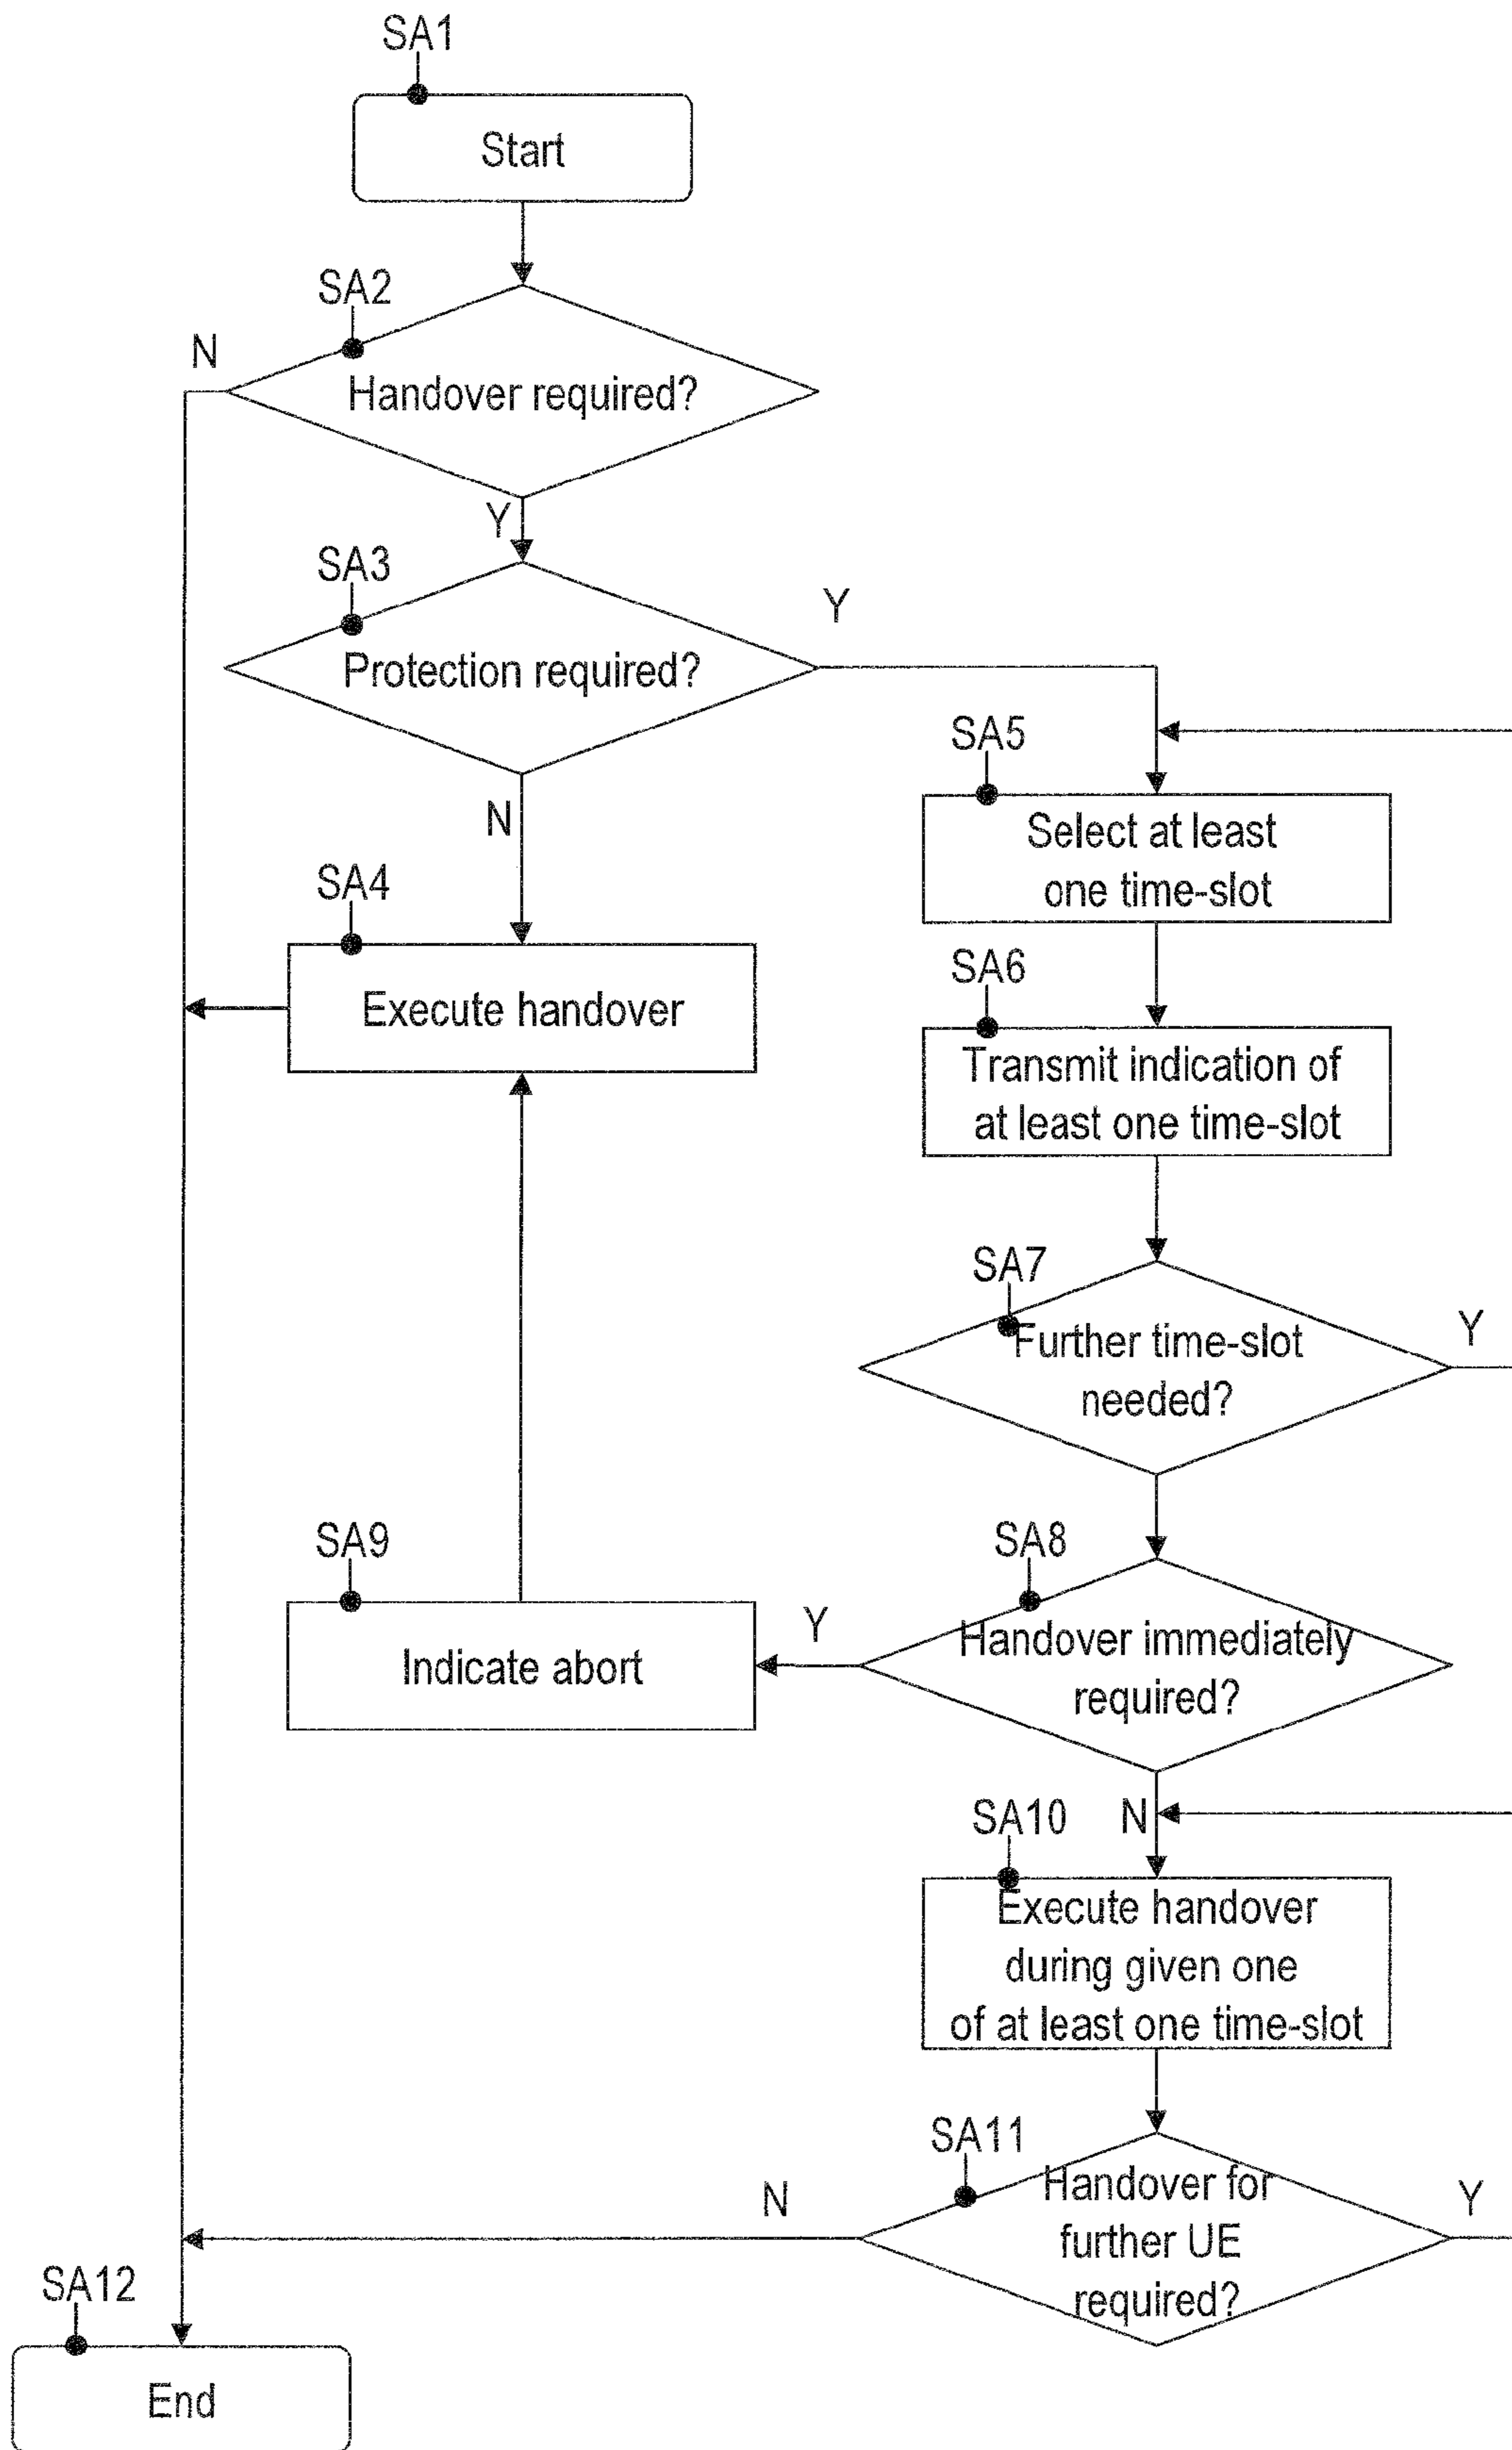 SA1
Start
SA2
N
Handover required?
Y
SA3
Y
Protection required?
SA5
N
Select at least
one time-slot
SA4
SA6
Execute handover
Transmit indication of
at least one time-slot
SA7
Y
Further time-slot
needed?
SA9
SA8
Y
Handover immediately
required?
Indicate abort
SA10
N
Execute handover
during given one
of at least one time-slot
SA11
N
Handover for
further UE
required?
Y
SA12
End